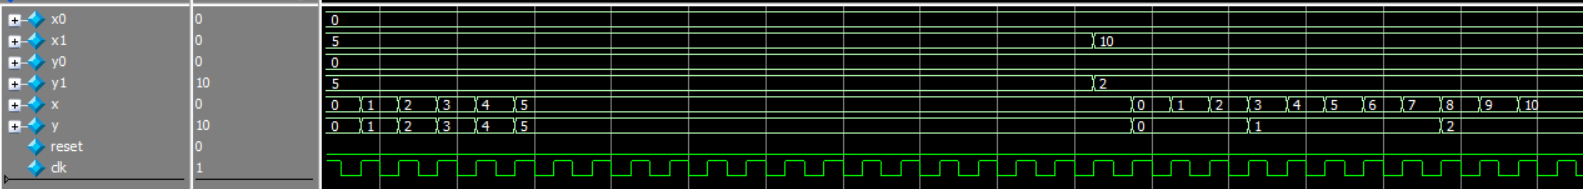 x0 0 0
x1 0 5 10
y0 0 0
y1 10 5 2
x 0 0 1 2 3 4 5 0 1 2 3 4 5 6 7 8 9 10
y 10 0 1 2 3 4 5 0 1 2
reset 0
clk 1